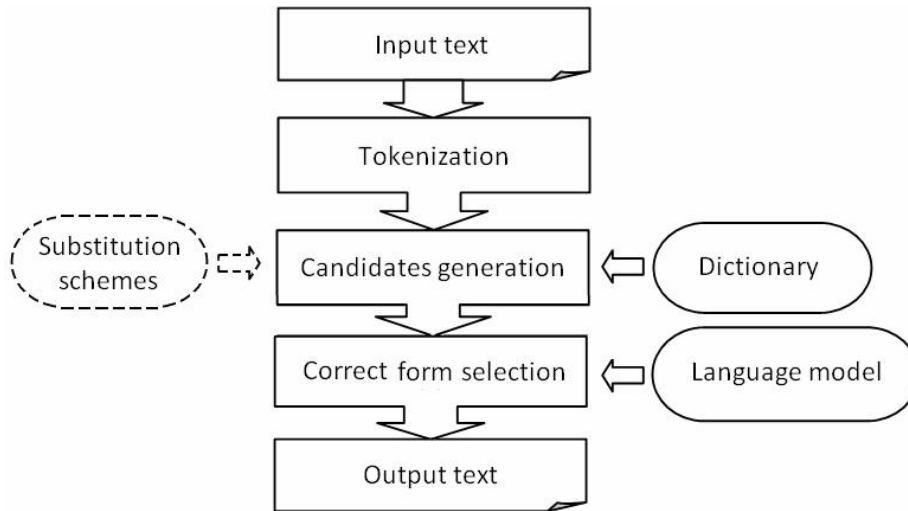 Input text
Tokenization
Substitution
schemes
Candidates generation
Dictionary
Correct form selection
Language model
Output text